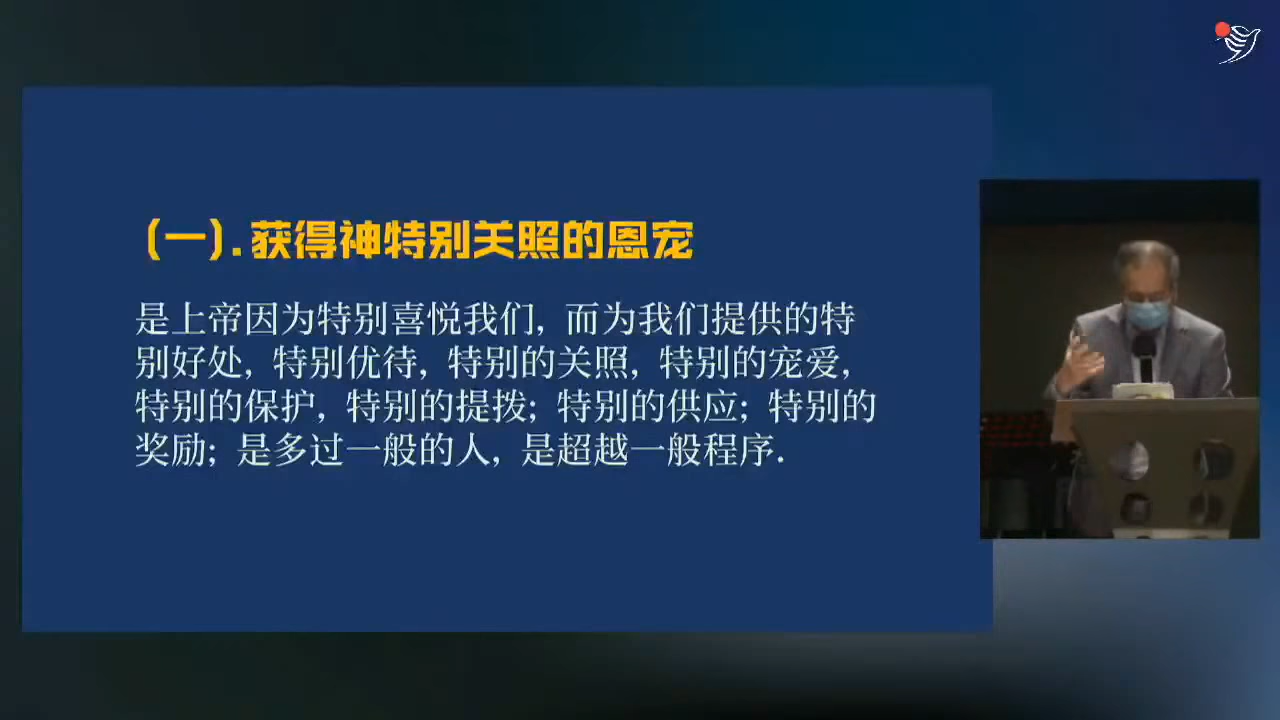 (一).获得神特别关照的恩宠
是上帝因为特别喜悦我们, 而为我们提供的特
别好处, 特别优待, 特别的关照, 特别的宠爱,
特别的保护, 特别的提拨; 特别的供应; 特别的
奖励; 是多过一般的人, 是超越一般程序.